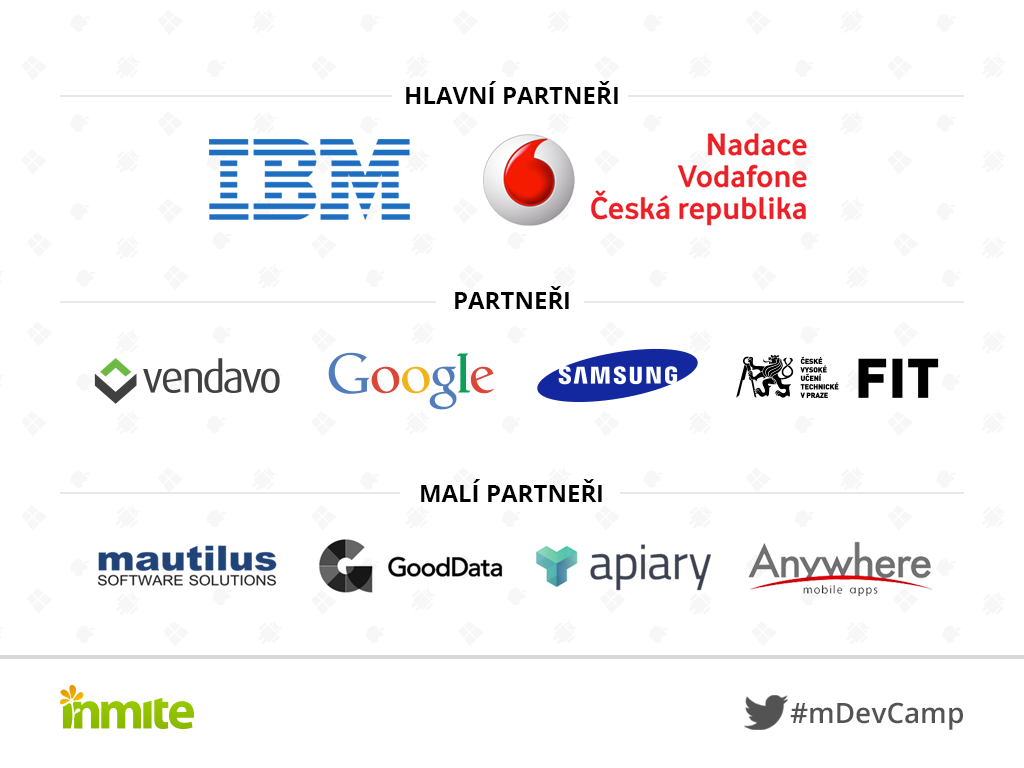 HLAVNÍ PARTNEŘI
IBM
Nadace
Vodafone
Česká republika
PARTNEŘI
vendavo
Google
SAMSUNG
ČESKÉ
VYSOKÉ
UČENÍ
TECHNICKÉ
V PRAZE
FIT
MALÍ PARTNEŘI
mautilus
SOFTWARE SOLUTIONS
GoodData
apiary
Anywhere
mobile apps
inmite
#mDevCamp